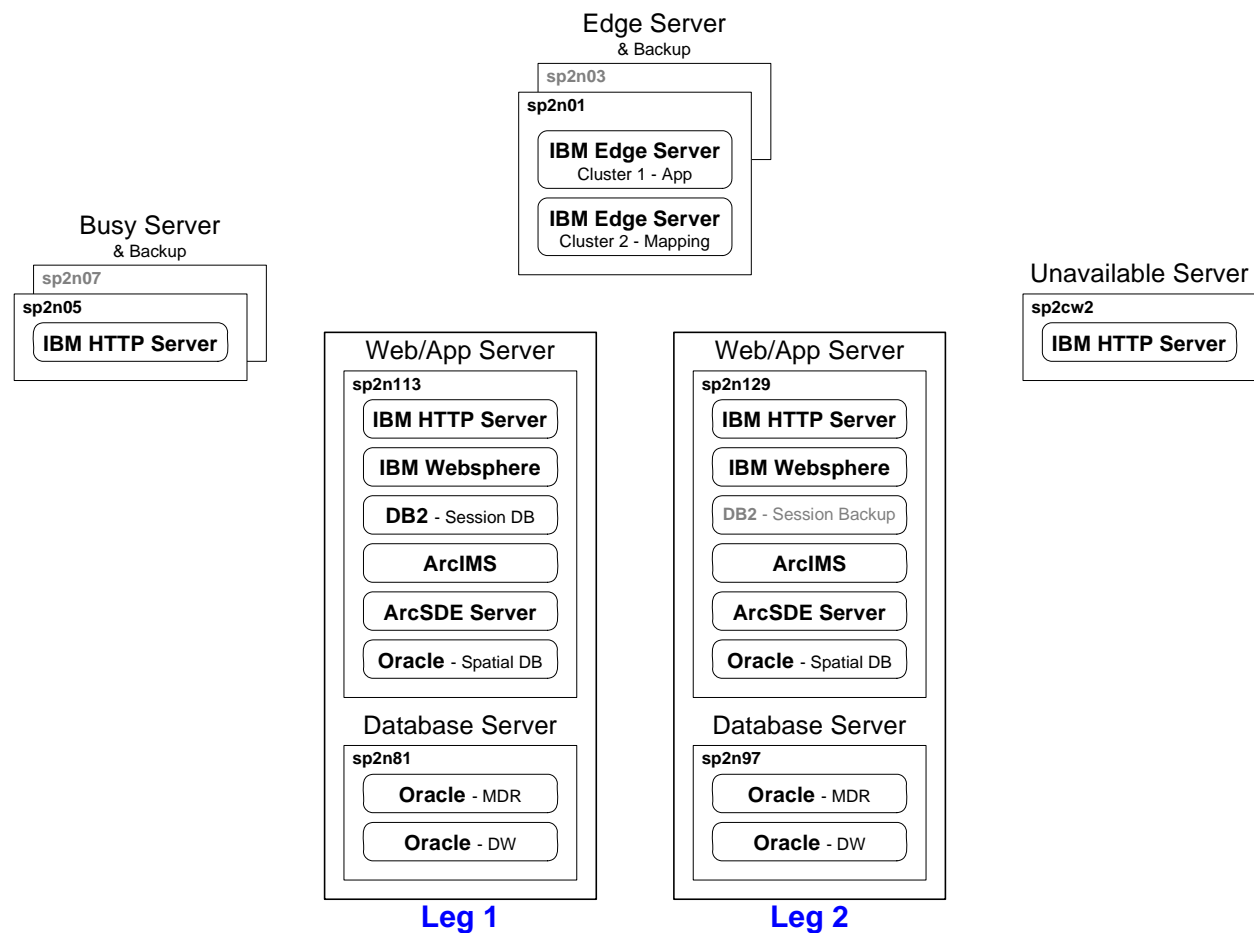 Edge Server
& Backup
sp2n03
sp2n01
IBM Edge Server
Cluster 1 - App
IBM Edge Server
Cluster 2 - Mapping
Busy Server
& Backup
sp2n07
sp2n05
IBM HTTP Server
Unavailable Server
sp2cw2
IBM HTTP Server
Web/App Server
sp2n113
IBM HTTP Server
IBM Websphere
DB2 - Session DB
ArcIMS
ArcSDE Server
Oracle - Spatial DB
Database Server
sp2n81
Oracle - MDR
Oracle - DW
Leg 1
Web/App Server
sp2n129
IBM HTTP Server
IBM Websphere
DB2 - Session Backup
ArcIMS
ArcSDE Server
Oracle - Spatial DB
Database Server
sp2n97
Oracle - MDR
Oracle - DW
Leg 2